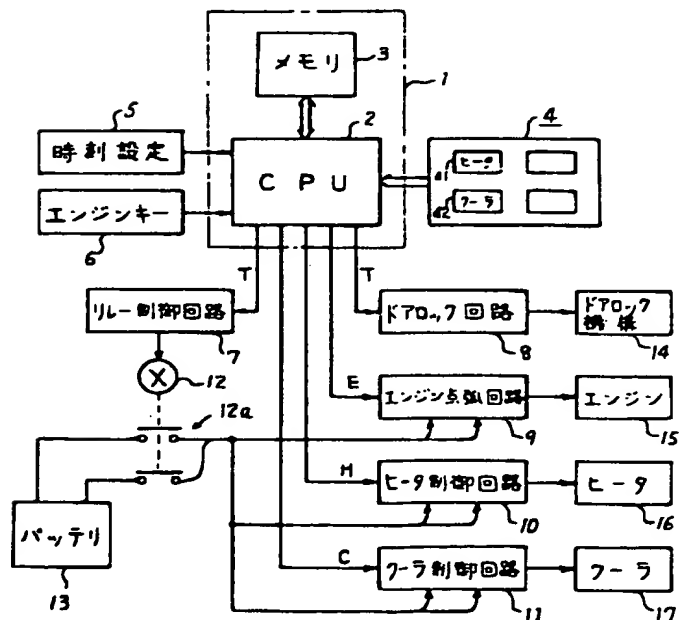 メモリ
3
1
5
2
4
時刻設定
CPU
41
ヒータ
42
クーラ
エンジンキー
6
T
T
リレー制御回路
7
ドアロック回路
8
ドアロック
機構
14
12
E
エンジン点弧回路
9
エンジン
15
12a
H
ヒータ制御回路
10
ヒータ
16
バッテリ
13
C
クーラ制御回路
11
クーラ
17